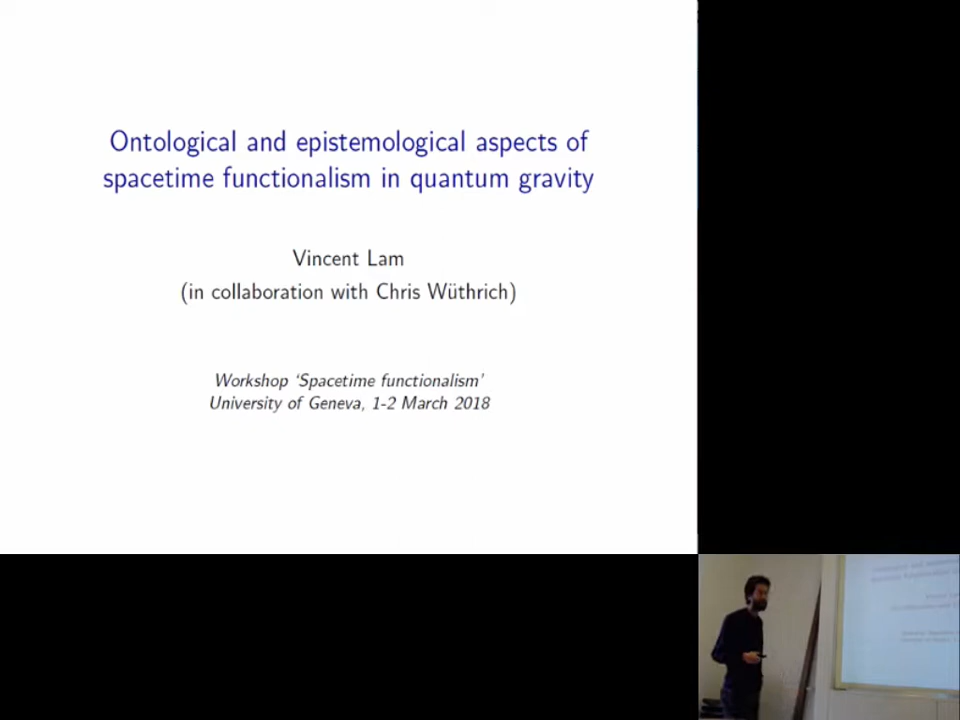 Ontological and epistemological aspects of
spacetime functionalism in quantum gravity
Vincent Lam
(in collaboration with Chris Wüthrich)
Workshop ‘Spacetime functionalism’
University of Geneva, 1-2 March 2018